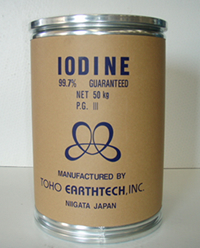 IODINE
99.7% GUARANTEED
NET 50 kg
P.G. III
MANUFACTURED BY
TOHO EARTHTECH, INC.
NIIGATA JAPAN